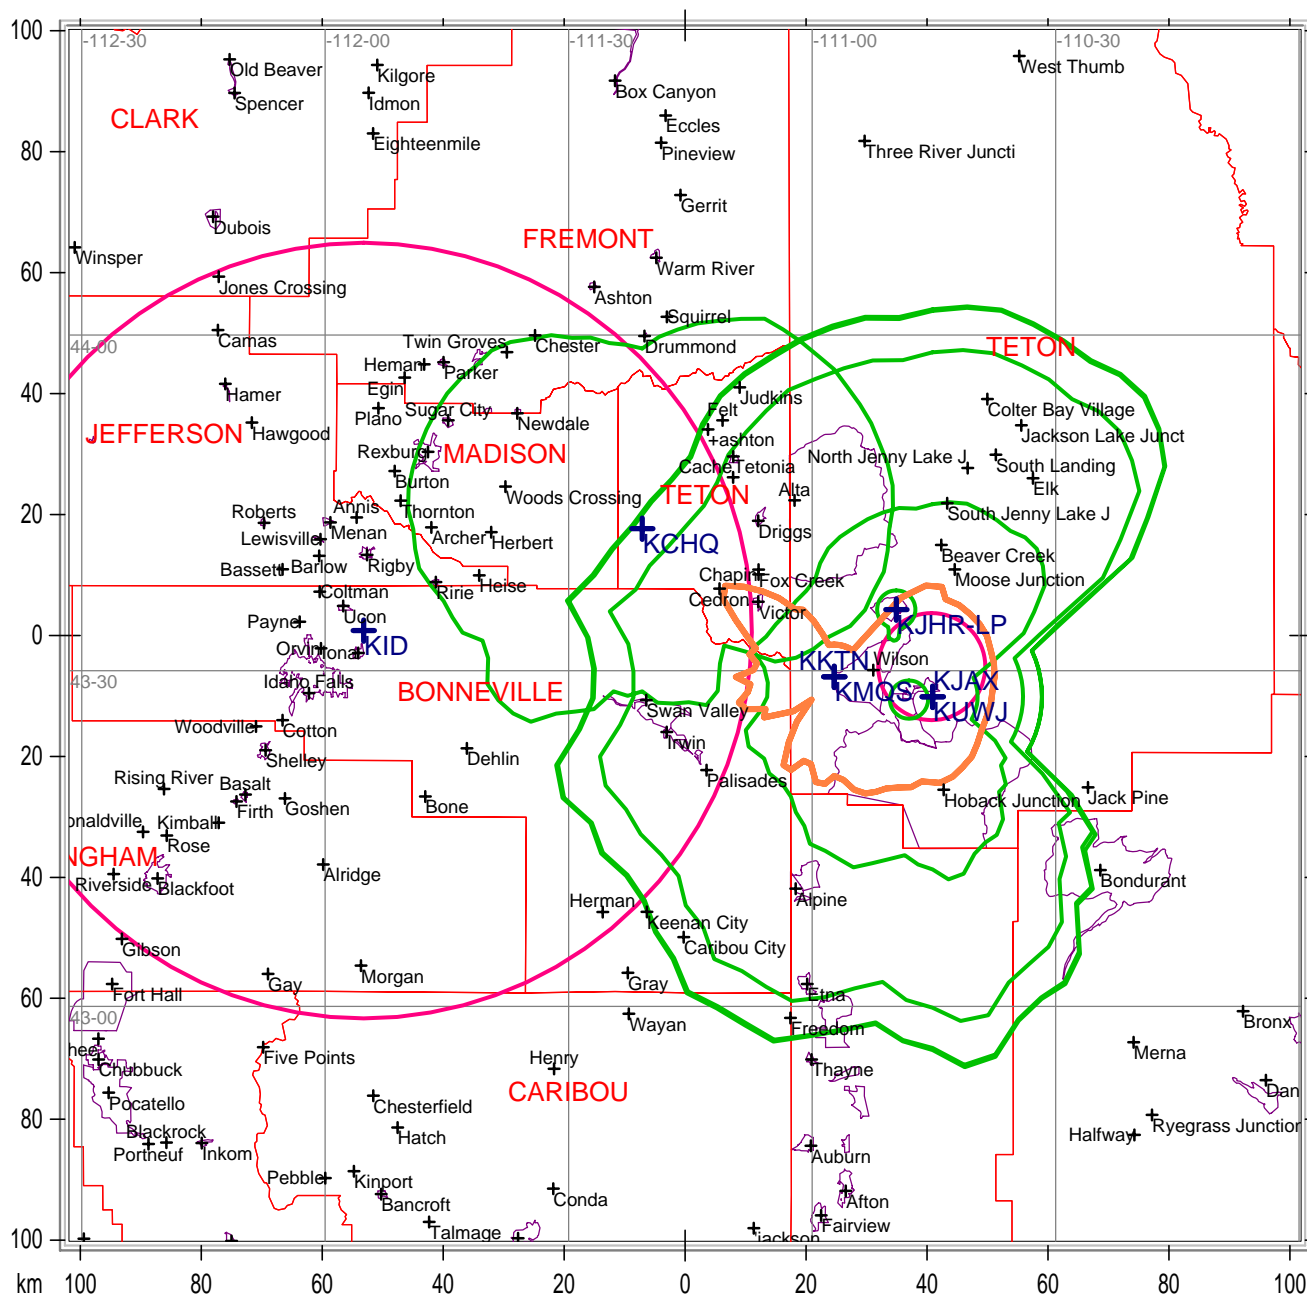 100
-112-30
-112-00
-111-30
-111-00
-110-30
Old Beaver
Kilgore
West Thumb
Spencer
Idmon
Box Canyon
CLARK
Eccles
Eighteenmile
80
Pineview
Three River Juncti
Gerrit
Dubois
FREMONT
Winsper
Warm River
60
Jones Crossing
Ashton
Squirrel
Camas
44-00
Twin Groves
Chester
Drummond
TETON
Heman
Parker
Egin
40
Hamer
Judkins
Plano
Sugar City
Newdale
Felt
Colter Bay Village
JEFFERSON
Hawgood
ashton
Jackson Lake Junct
Rexburg
MADISON
North Jenny Lake J
Cache
Tetonia
South Landing
Burton
Woods Crossing
TETON
Alta
Elk
Roberts
Annis
Thornton
South Jenny Lake J
20
Menan
Driggs
Lewisville
Archer
Herbert
KCHQ
Barlow
Rigby
Beaver Creek
Bassett
Chapin
Fox Creek
Moose Junction
Coltman
Ririe
Heise
Cedron
Victor
Ucon
Payne
KJHR-LP
0
KID
Orvin
Iona
KKTN
Wilson
43-30
Idaho Falls
BONNEVILLE
KMQS
KJAX
Swan Valley
KUWJ
Woodville
Cotton
Irwin
Dehlin
20
Shelley
Palisades
Rising River
Basalt
Bone
Hoback Junction
Jack Pine
Firth
Goshen
onaldville
Kimball
Rose
NGHAM
Alridge
40
Riverside
Blackfoot
Bondurant
Alpine
Herman
Keenan City
Gibson
Caribou City
Morgan
Fort Hall
Gay
Gray
Etna
60
43-00
Wayan
Freedom
Bronx
hee
Five Points
Henry
Merna
Chubbuck
Thayne
CARIBOU
Dan
Pocatello
Chesterfield
80
Blackrock
Hatch
Ryegrass Junction
Portneuf
Inkom
Halfway
Auburn
Pebble
Kinport
Bancroft
Conda
Afton
Talmage
Fairview
jackson
100
km
100
80
60
40
20
0
20
40
60
80
100